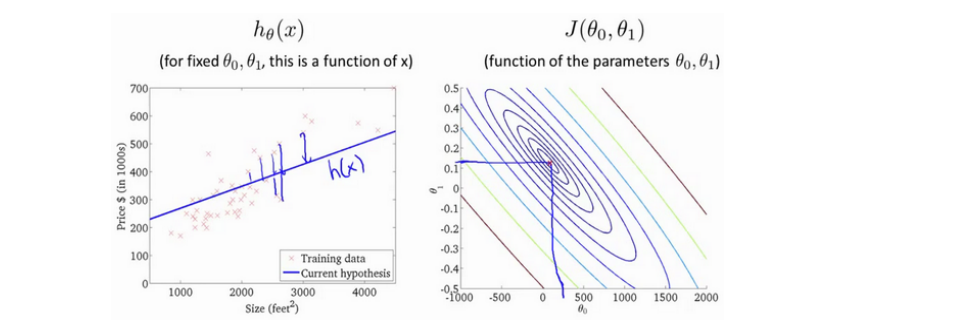 h_θ(x)
(for fixed θ₀, θ₁, this is a function of x)
700
600
500
400
300
200
100
0
1000
2000
3000
4000
Price $ (in 1000s)
Size (feet²)
h(x)
Training data
Current hypothesis
J(θ₀, θ₁)
(function of the parameters θ₀, θ₁)
0.5
0.4
0.3
0.2
0.1
0
-0.1
-0.2
-0.3
-0.4
-0.5
-1000
-500
0
500
1000
1500
2000
θ₁
θ₀